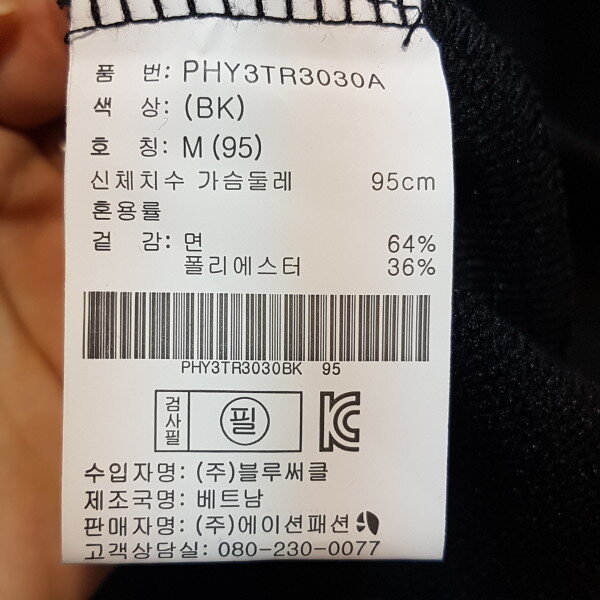 품 번: PHY3TR3030A
색 상: (BK)
호 칭: M (95)
신체치수 가슴둘레 95cm
혼용률
겉 감: 면 64%
폴리에스터 36%
PHY3TR3030BK 95
검사필 필 KC
수입자명: (주)블루써클
제조국명: 베트남
판매자명: (주)에이션패션
고객상담실: 080-230-0077